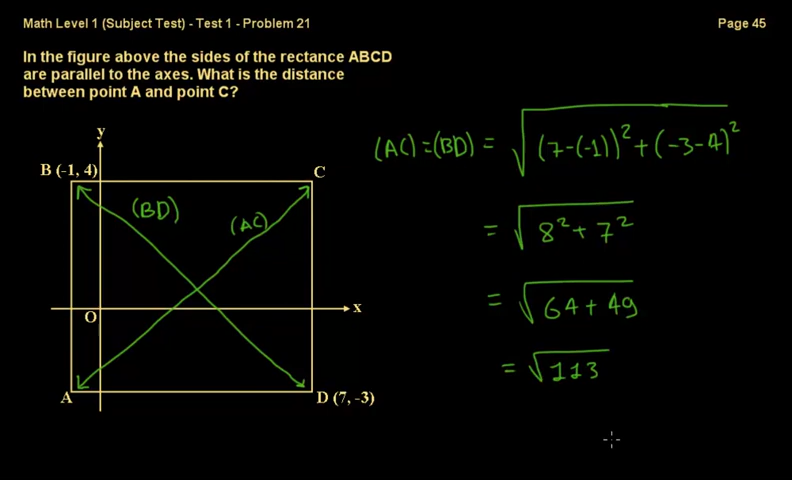 Math Level 1 (Subject Test) - Test 1 - Problem 21
Page 45
In the figure above the sides of the rectance ABCD
are parallel to the axes. What is the distance
between point A and point C?
y
B (-1, 4)
C
(BD)
(AC)
x
O
A
D (7, -3)
(AC) = (BD) = √(7-(-1))² + (-3-4)²
= √8² + 7²
= √64 + 49
= √113